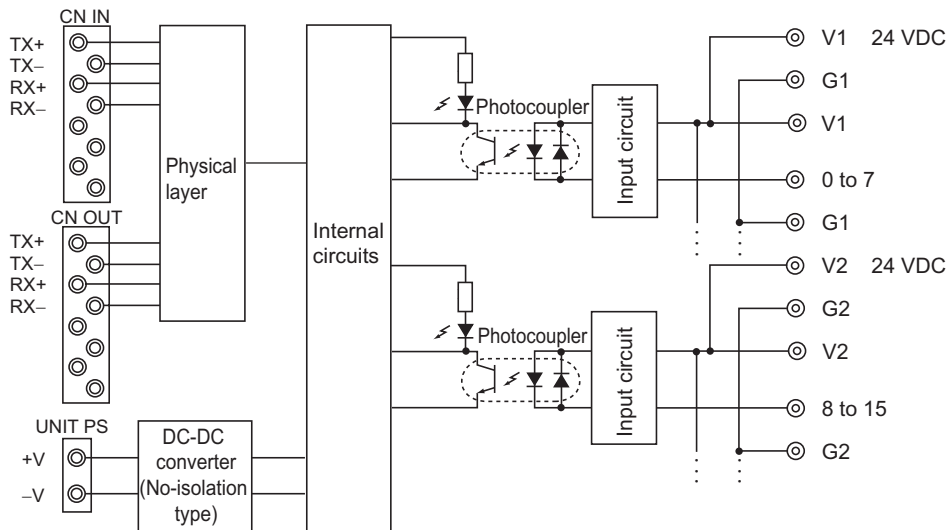 CN IN
TX+
TX−
RX+
RX−
Physical
layer
CN OUT
TX+
TX−
RX+
RX−
UNIT PS
+V
−V
DC-DC
converter
(No-isolation
type)
Internal
circuits
Photocoupler
Input circuit
V1 24 VDC
G1
V1
0 to 7
G1
Photocoupler
Input circuit
V2 24 VDC
G2
V2
8 to 15
G2